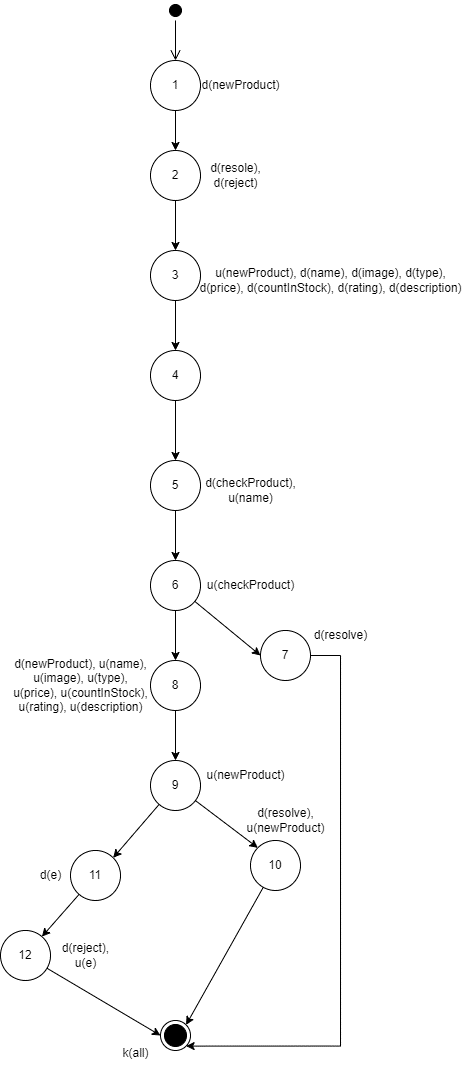 1
d(newProduct)
2
d(resole),
d(reject)
3
u(newProduct), d(name), d(image), d(type),
d(price), d(countInStock), d(rating), d(description)
4
5
d(checkProduct),
u(name)
6
u(checkProduct)
d(resolve)
7
d(newProduct), u(name),
u(image), u(type),
u(price), u(countInStock),
u(rating), u(description)
8
9
u(newProduct)
d(resolve),
u(newProduct)
10
d(e)
11
12
d(reject),
u(e)
k(all)